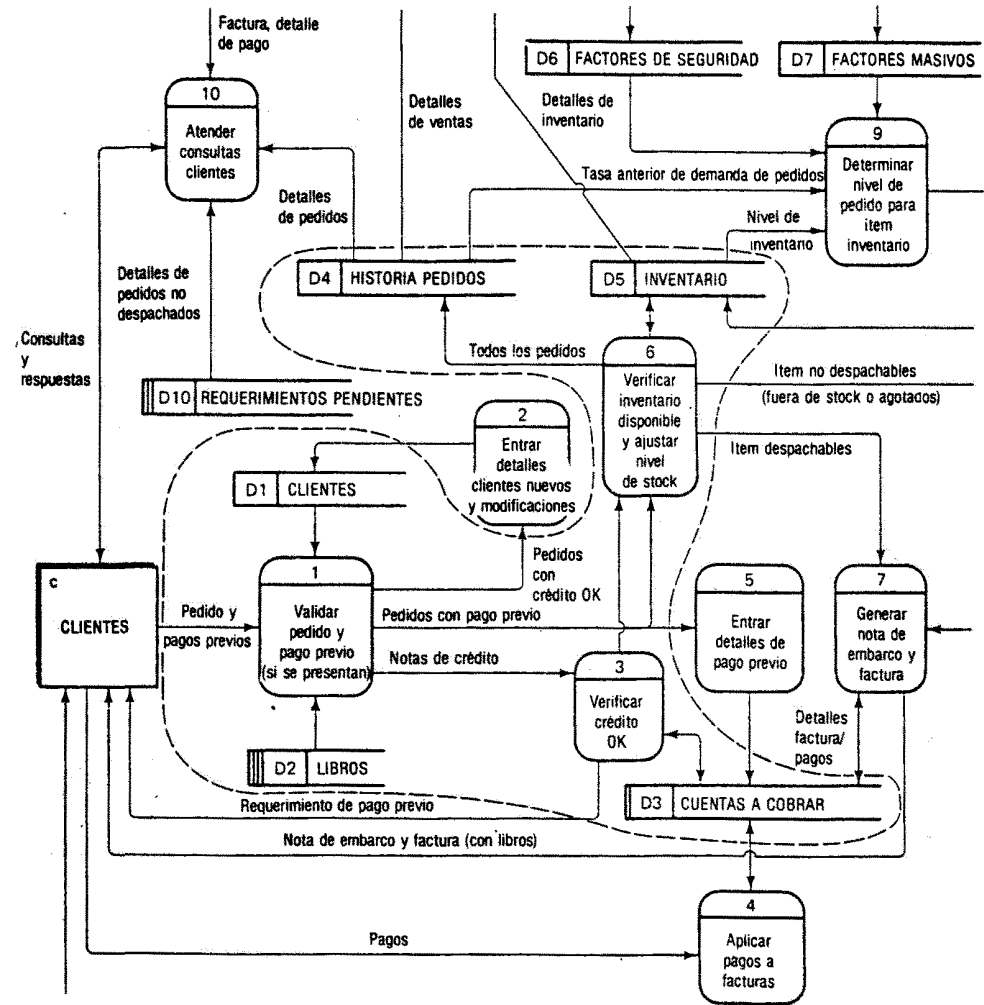 Factura, detalle
de pago
10
Atender
consultas
clientes
Detalles
de ventas
D6 FACTORES DE SEGURIDAD
D7 FACTORES MASIVOS
Detalles de
inventario
9
Determinar
nivel de
pedido para
item
inventario
Tasa anterior de demanda de pedidos
Detalles
de pedidos
Nivel de
inventario
D4 HISTORIA PEDIDOS
D5 INVENTARIO
Detalles de
pedidos no
despachados
Consultas
y
respuestas
Todos los pedidos
6
Verificar
inventario
disponible
y ajustar
nivel
de stock
Item no despachables
(fuera de stock o agotados)
D10 REQUERIMIENTOS PENDIENTES
2
Entrar
detalles
clientes nuevos
y modificaciones
Item despachables
D1 CLIENTES
c
CLIENTES
Pedido y
pagos previos
1
Validar
pedido y
pago previo
(si se presentan)
Pedidos
con
crédito OK
Pedidos con pago previo
Notas de crédito
5
Entrar
detalles de
pago previo
7
Generar
nota de
embarco y
factura
3
Verificar
crédito
OK
Detalles
factura/
pagos
D2 LIBROS
D3 CUENTAS A COBRAR
Requerimiento de pago previo
Nota de embarco y factura (con libros)
4
Aplicar
pagos a
facturas
Pagos